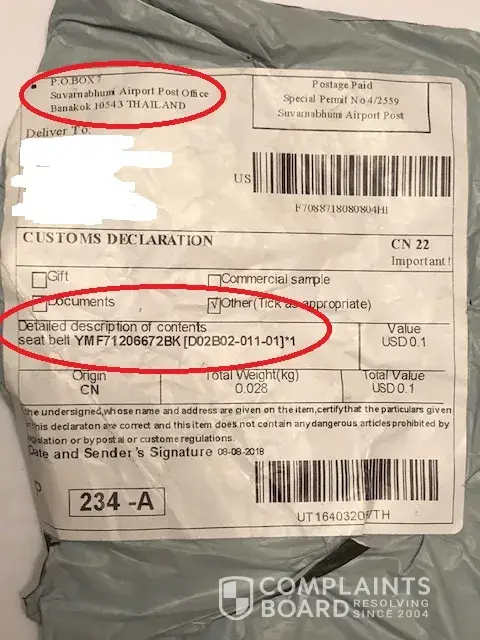 P.O.BOX 7
Suvarnabhumi Airport Post Office
Banakok 10543 THAILAND
Postage Paid
Special Permit No 4/2559
Suvarnabhumi Airport Post
Deliver To:
US
F7088718080804HI
CUSTOMS DECLARATION
CN 22
Important!
Gift
Commercial sample
Documents
√ Other(Tick as appropriate)
Detailed description of contents
seat belt YMF71206672BK [D02B02-011-01]*1
Value
USD 0.1
Origin
CN
Total Weight(kg)
0.028
Total Value
USD 0.1
the undersigned,whose name and address are given on the item,certifythat the particulars given
in this declaraton are correct and this item does not contain any dangerous articles prohibited by
legislation or by postal or custome regulations.
Date and Sender's Signature 08-08-2018
234 -A
COMPLAINTS
BOARD RESOLVING
SINCE 2004